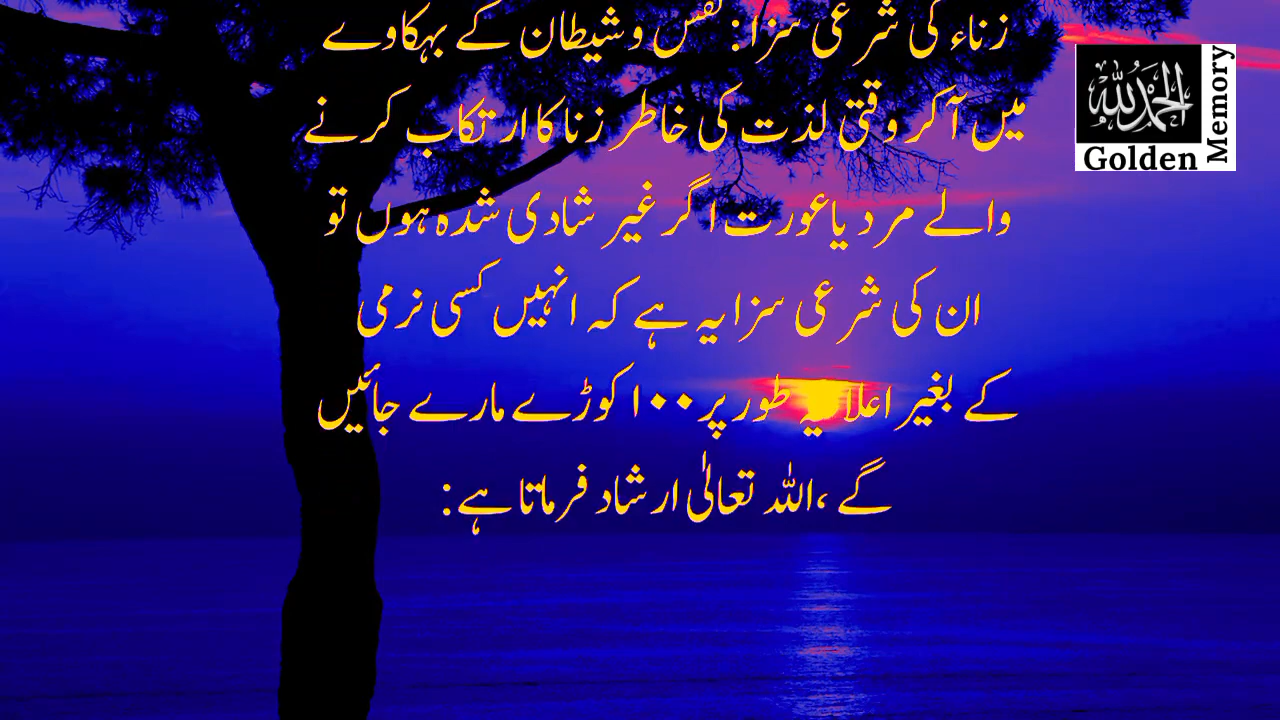 زناء کی شرعی سزا: نفس وشیطان کے بہکاوے
میں آکر وقتی لذت کی خاطر زنا کا ارتکاب کرنے
والے مرد یا عورت اگر غیر شادی شدہ ہوں تو
ان کی شرعی سزا یہ ہے کہ انہیں کسی نرمی
کے بغیر اعلانیہ طور پر ۱۰۰ کوڑے مارے جائیں
گے ،اللہ تعالیٰ ارشاد فرماتا ہے:
الحمدللہ
Golden
Memory